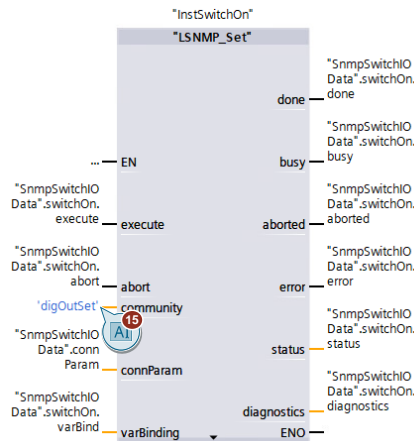 "InstSwitchOn"
"LSNMP_Set"
"SnmpSwitchIO
Data".switchOn.
done
done
"SnmpSwitchIO
Data".switchOn.
busy
... EN
busy
"SnmpSwitchIO
Data".switchOn.
execute
execute
"SnmpSwitchIO
Data".switchOn.
aborted
aborted
"SnmpSwitchIO
Data".switchOn.
abort
abort
"SnmpSwitchIO
Data".switchOn.
error
error
'digOutSet'
community
15
AI
"SnmpSwitchIO
Data".conn
Param
connParam
"SnmpSwitchIO
Data".switchOn.
status
status
"SnmpSwitchIO
Data".switchOn.
diagnostics
diagnostics
"SnmpSwitchIO
Data".switchOn.
varBind
varBinding
ENO